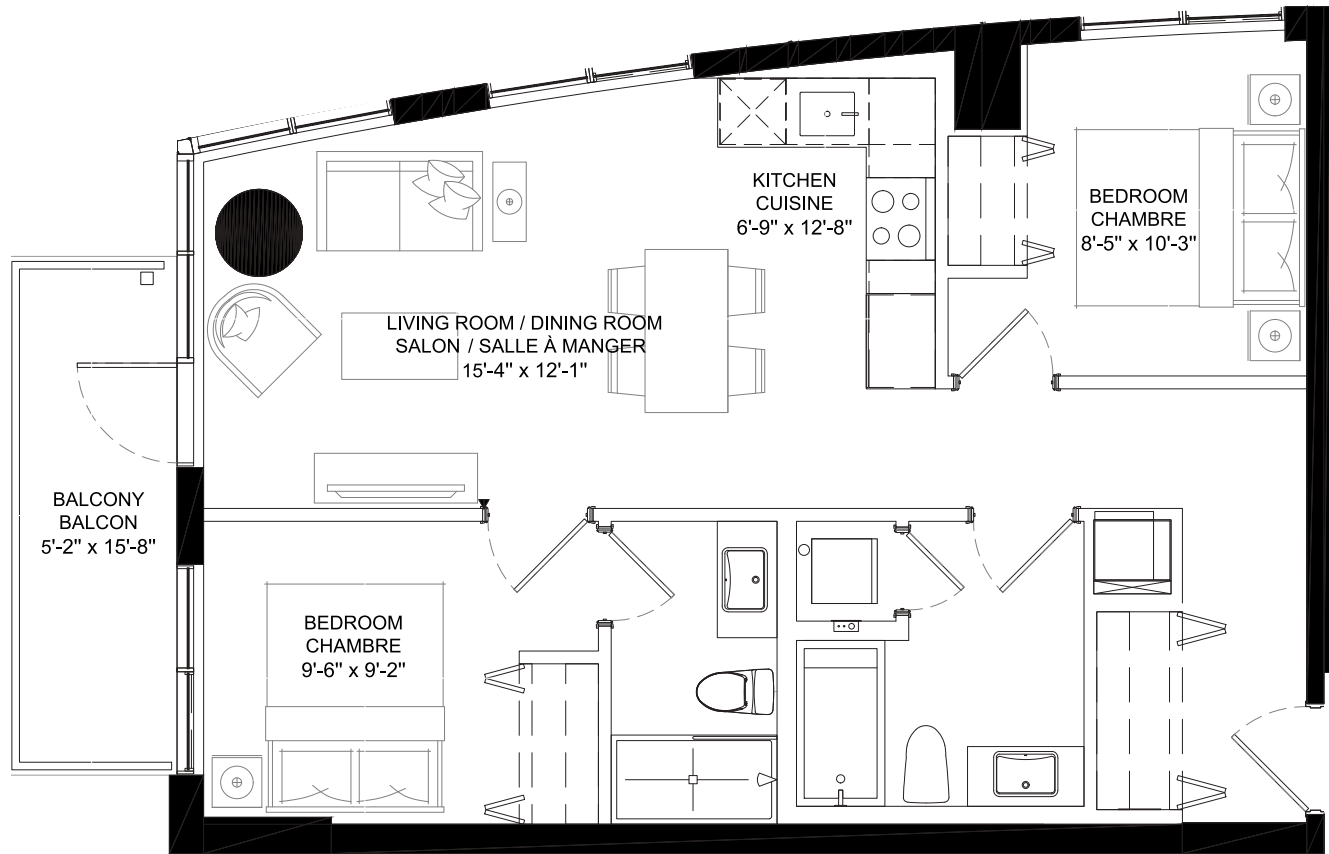 KITCHEN
CUISINE
6'-9" x 12'-8"
BEDROOM
CHAMBRE
8'-5" x 10'-3"
LIVING ROOM / DINING ROOM
SALON / SALLE À MANGER
15'-4" x 12'-1"
BALCONY
BALCON
5'-2" x 15'-8"
BEDROOM
CHAMBRE
9'-6" x 9'-2"